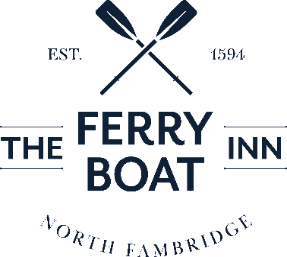 EST. 1594
THE FERRY BOAT INN
NORTH FAMBRIDGE